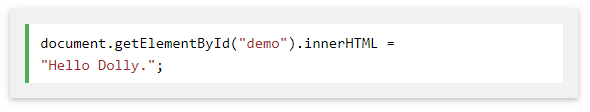 document.getElementById("demo").innerHTML =
"Hello Dolly.";